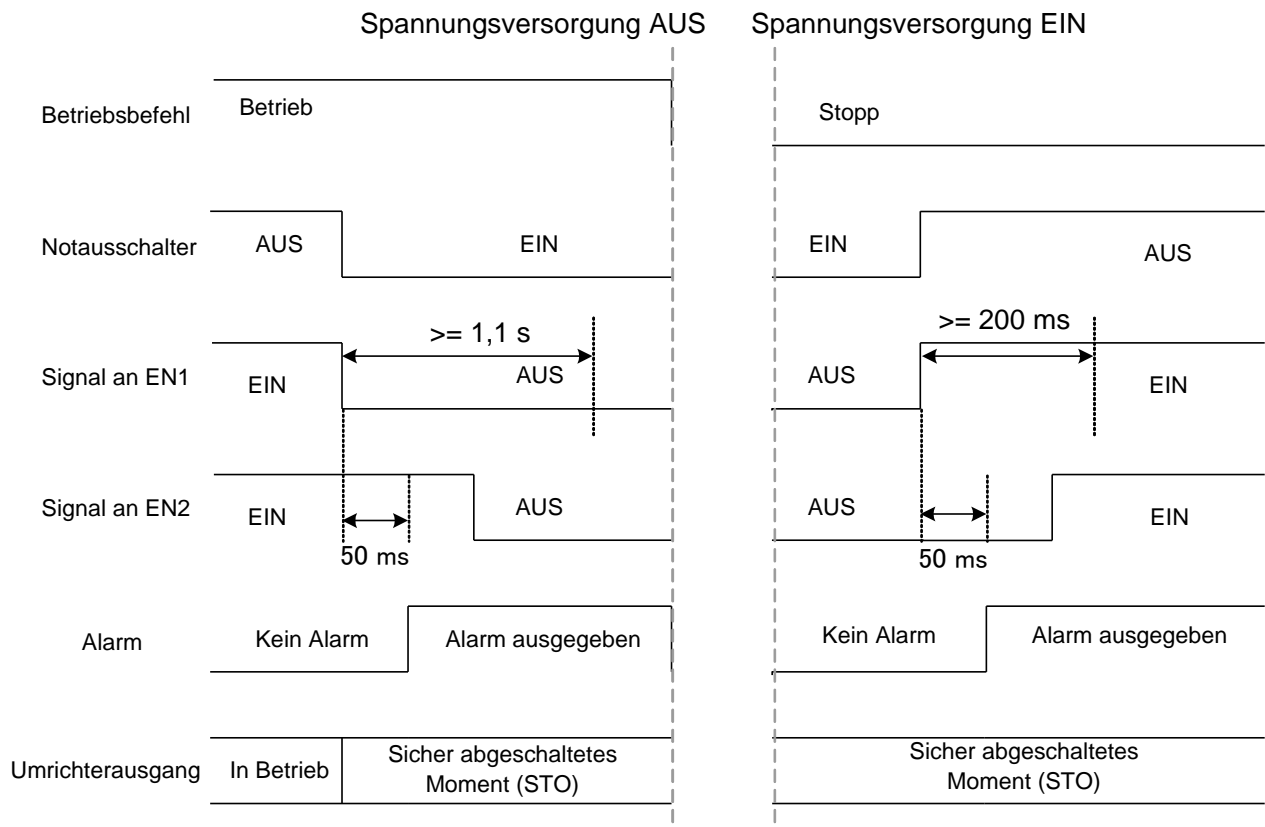 Spannungsversorgung AUS Spannungsversorgung EIN
Betriebsbefehl Betrieb Stopp
Notausschalter AUS EIN EIN AUS
>= 1,1 s >= 200 ms
Signal an EN1 EIN AUS AUS EIN
Signal an EN2 EIN AUS AUS EIN
50 ms 50 ms
Alarm Kein Alarm Alarm ausgegeben Kein Alarm Alarm ausgegeben
Umrichterausgang In Betrieb Sicher abgeschaltetes Sicher abgeschaltetes
Moment (STO) Moment (STO)